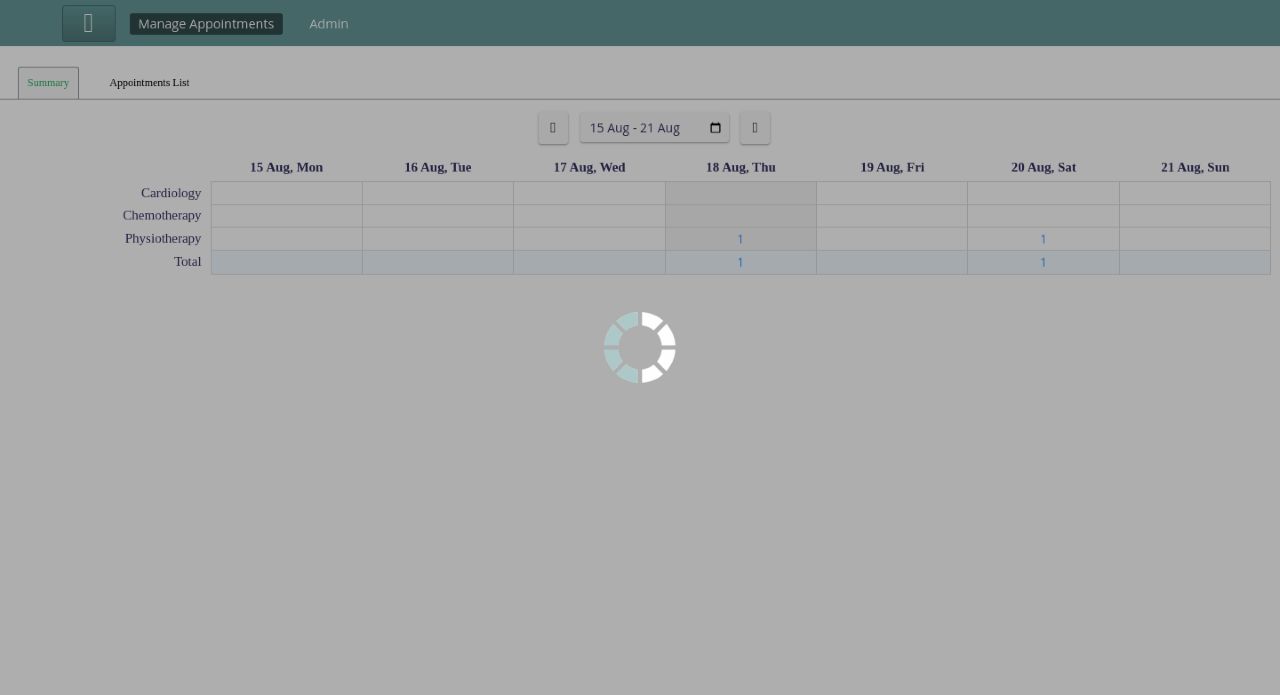 Manage Appointments Admin
Summary Appointments List
15 Aug - 21 Aug
15 Aug, Mon 16 Aug, Tue 17 Aug, Wed 18 Aug, Thu 19 Aug, Fri 20 Aug, Sat 21 Aug, Sun
Cardiology
Chemotherapy
Physiotherapy 1 1
Total 1 1